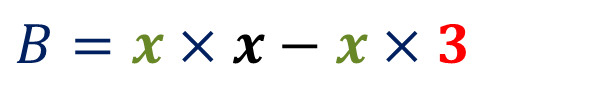 B = x × x − x × 3